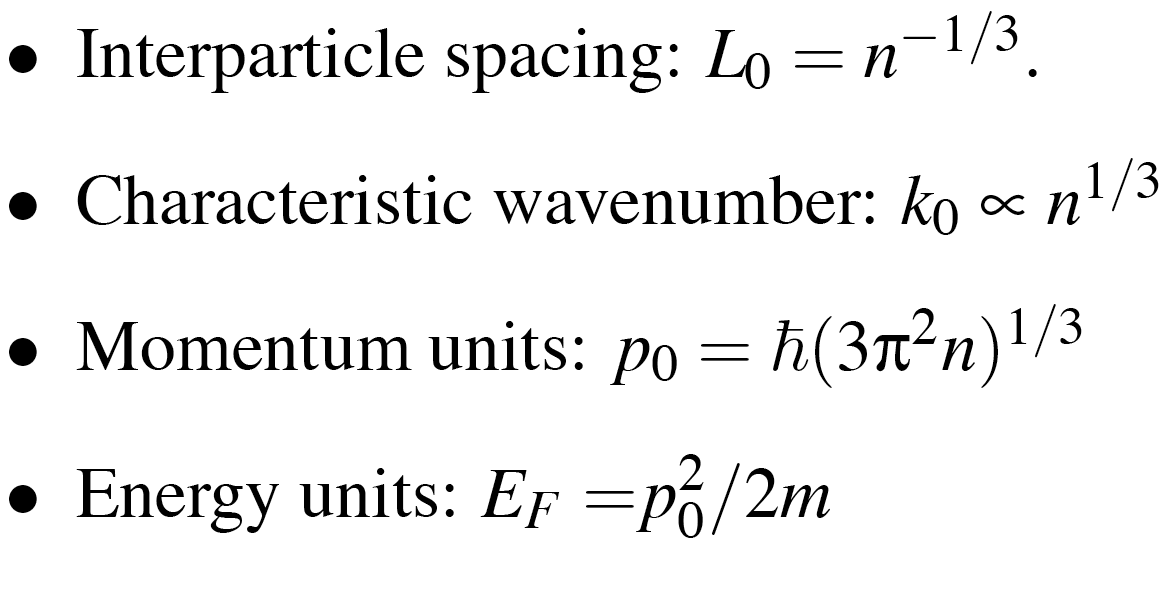 • Interparticle spacing: L₀ = n⁻¹/³.
• Characteristic wavenumber: k₀ ∝ n¹/³
• Momentum units: p₀ = ℏ(3π²n)¹/³
• Energy units: E_F =p₀²/2m